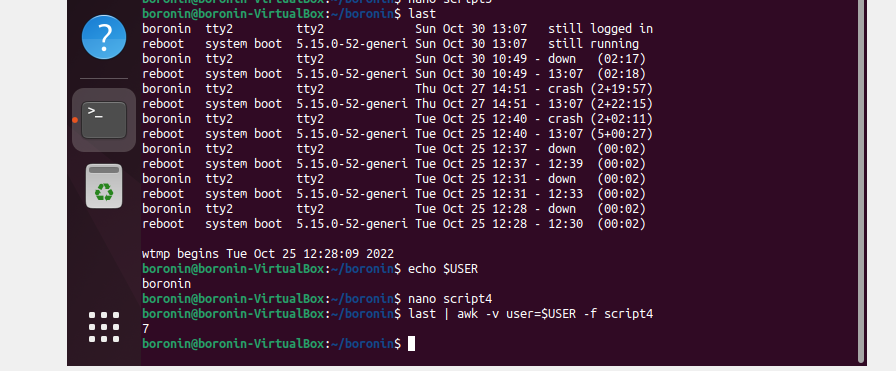 boronin@boronin-VirtualBox:~/boronin$ nano script3
boronin@boronin-VirtualBox:~/boronin$ last
boronin  tty2         tty2             Sun Oct 30 13:07   still logged in
reboot   system boot  5.15.0-52-generi Sun Oct 30 13:07   still running
boronin  tty2         tty2             Sun Oct 30 10:49 - down   (02:17)
reboot   system boot  5.15.0-52-generi Sun Oct 30 10:49 - 13:07  (02:18)
boronin  tty2         tty2             Thu Oct 27 14:51 - crash (2+19:57)
reboot   system boot  5.15.0-52-generi Thu Oct 27 14:51 - 13:07 (2+22:15)
boronin  tty2         tty2             Tue Oct 25 12:40 - crash (2+02:11)
reboot   system boot  5.15.0-52-generi Tue Oct 25 12:40 - 13:07 (5+00:27)
boronin  tty2         tty2             Tue Oct 25 12:37 - down   (00:02)
reboot   system boot  5.15.0-52-generi Tue Oct 25 12:37 - 12:39  (00:02)
boronin  tty2         tty2             Tue Oct 25 12:31 - down   (00:02)
reboot   system boot  5.15.0-52-generi Tue Oct 25 12:31 - 12:33  (00:02)
boronin  tty2         tty2             Tue Oct 25 12:28 - down   (00:02)
reboot   system boot  5.15.0-52-generi Tue Oct 25 12:28 - 12:30  (00:02)
wtmp begins Tue Oct 25 12:28:09 2022
boronin@boronin-VirtualBox:~/boronin$ echo $USER
boronin
boronin@boronin-VirtualBox:~/boronin$ nano script4
boronin@boronin-VirtualBox:~/boronin$ last | awk -v user=$USER -f script4
7
boronin@boronin-VirtualBox:~/boronin$